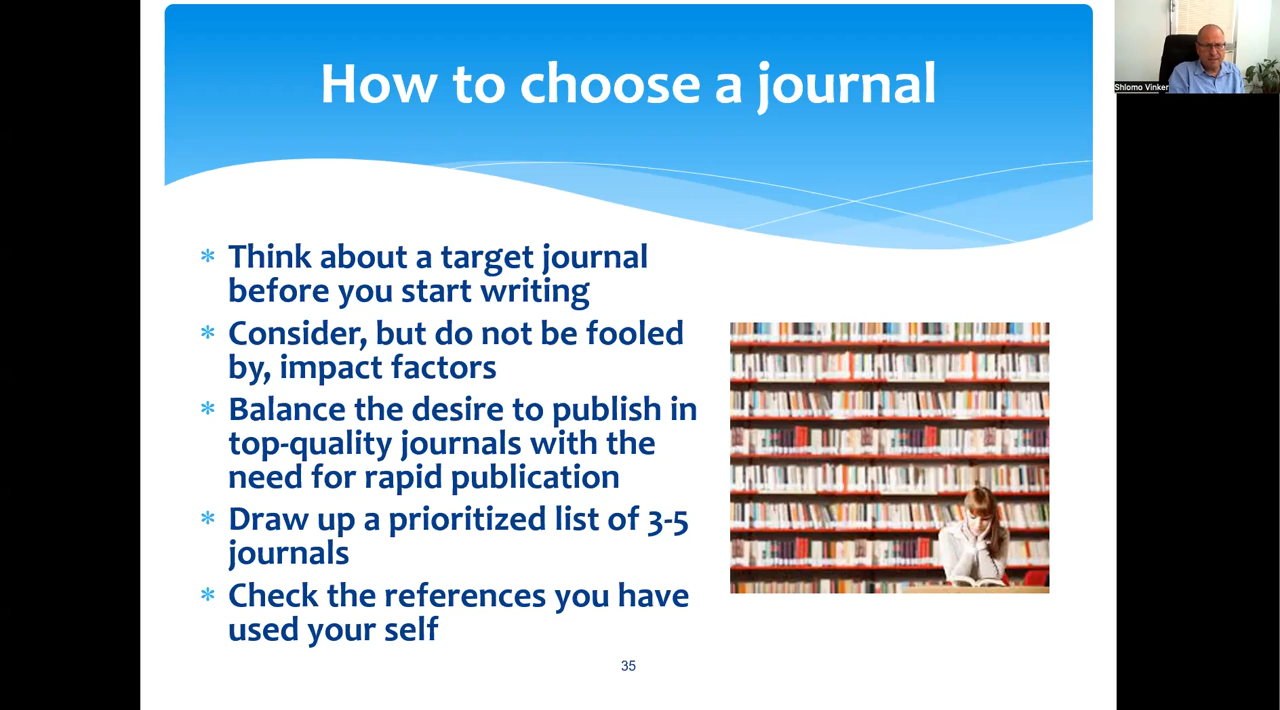 How to choose a journal
Shlomo Vinker
* Think about a target journal
before you start writing
* Consider, but do not be fooled
by, impact factors
* Balance the desire to publish in
top-quality journals with the
need for rapid publication
* Draw up a prioritized list of 3-5
journals
* Check the references you have
used your self
35